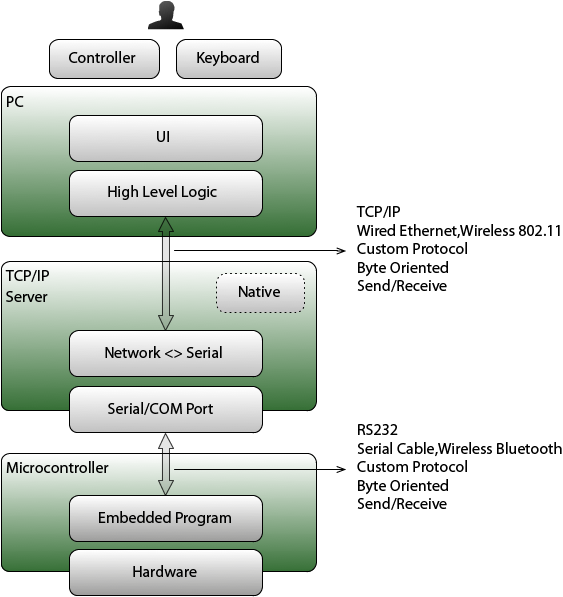 Controller
Keyboard
PC
UI
High Level Logic
TCP/IP
Wired Ethernet,Wireless 802.11
Custom Protocol
Byte Oriented
Send/Receive
TCP/IP
Server
Native
Network <> Serial
Serial/COM Port
RS232
Serial Cable,Wireless Bluetooth
Custom Protocol
Byte Oriented
Send/Receive
Microcontroller
Embedded Program
Hardware